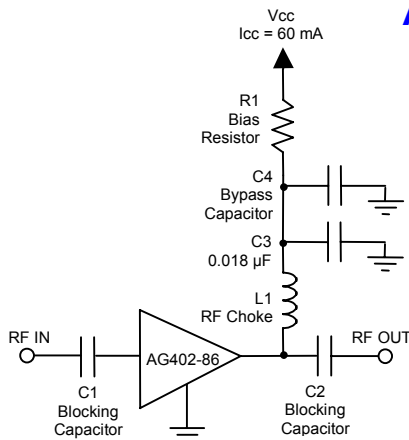 Vcc
Icc = 60 mA
R1
Bias
Resistor
C4
Bypass
Capacitor
C3
0.018 µF
L1
RF Choke
RF IN
AG402-86
RF OUT
C1
Blocking
Capacitor
C2
Blocking
Capacitor